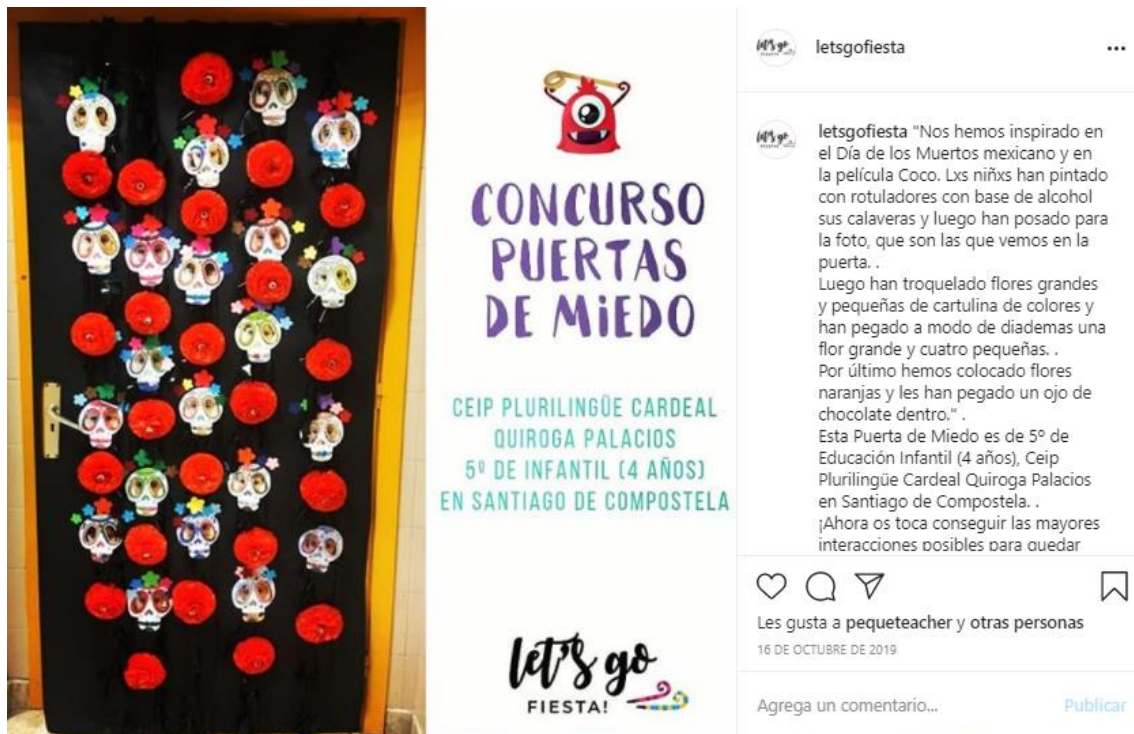 CONCURSO
PUERTAS
DE MiEDO
CEIP PLURILINGÜE CARDEAL
QUIROGA PALACIOS
5º DE INFANTIL (4 AÑOS)
EN SANTIAGO DE COMPOSTELA
let's go
FIESTA!
letsgofiesta
letsgofiesta "Nos hemos inspirado en
el Día de los Muertos mexicano y en
la película Coco. Lxs niñxs han pintado
con rotuladores con base de alcohol
sus calaveras y luego han posado para
la foto, que son las que vemos en la
puerta. .
Luego han troquelado flores grandes
y pequeñas de cartulina de colores y
han pegado a modo de diademas una
flor grande y cuatro pequeñas. .
Por último hemos colocado flores
naranjas y les han pegado un ojo de
chocolate dentro." .
Esta Puerta de Miedo es de 5º de
Educación Infantil (4 años), Ceip
Plurilingüe Cardeal Quiroga Palacios
en Santiago de Compostela. .
¡Ahora os toca conseguir las mayores
interacciones posibles para quedar
Les gusta a pequeteacher y otras personas
16 DE OCTUBRE DE 2019
Agrega un comentario... Publicar